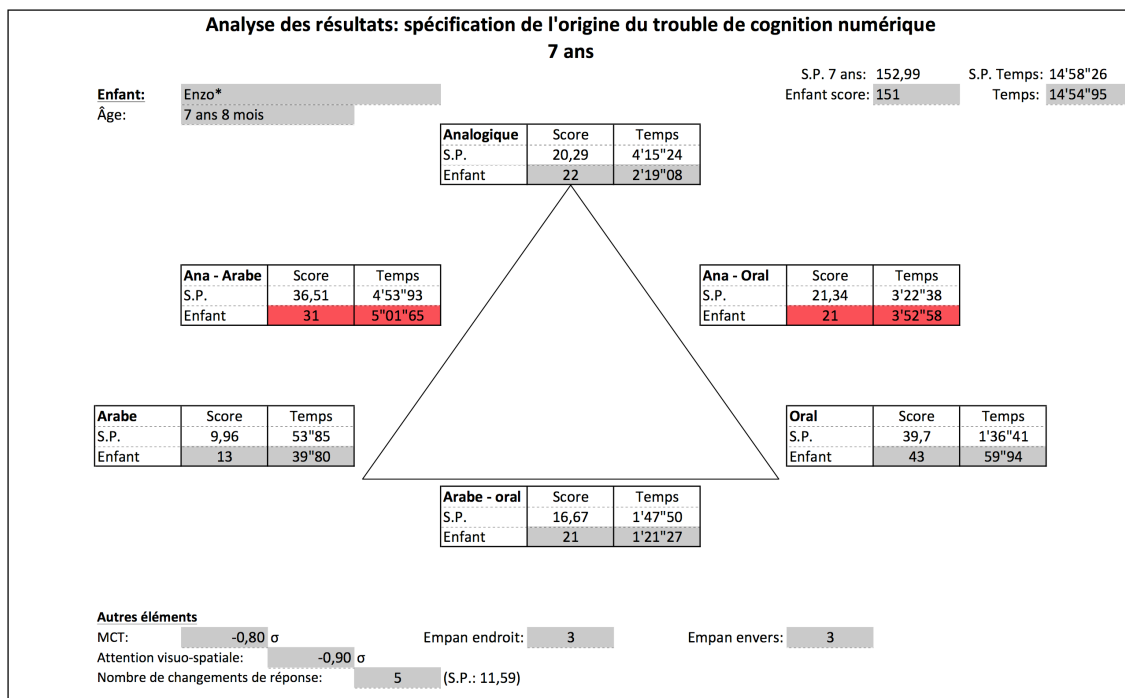 Analyse des résultats: spécification de l'origine du trouble de cognition numérique
7 ans
S.P. 7 ans: 152,99 S.P. Temps: 14'58"26
Enfant: Enzo* Enfant score: 151 Temps: 14'54"95
Âge: 7 ans 8 mois
Analogique Score Temps
S.P. 20,29 4'15"24
Enfant 22 2'19"08
Ana - Arabe Score Temps
S.P. 36,51 4'53"93
Enfant 31 5"01"65
Ana - Oral Score Temps
S.P. 21,34 3'22"38
Enfant 21 3'52"58
Arabe Score Temps
S.P. 9,96 53"85
Enfant 13 39"80
Oral Score Temps
S.P. 39,7 1'36"41
Enfant 43 59"94
Arabe - oral Score Temps
S.P. 16,67 1'47"50
Enfant 21 1'21"27
Autres éléments
MCT: -0,80 σ Empan endroit: 3 Empan envers: 3
Attention visuo-spatiale: -0,90 σ
Nombre de changements de réponse: 5 (S.P.: 11,59)